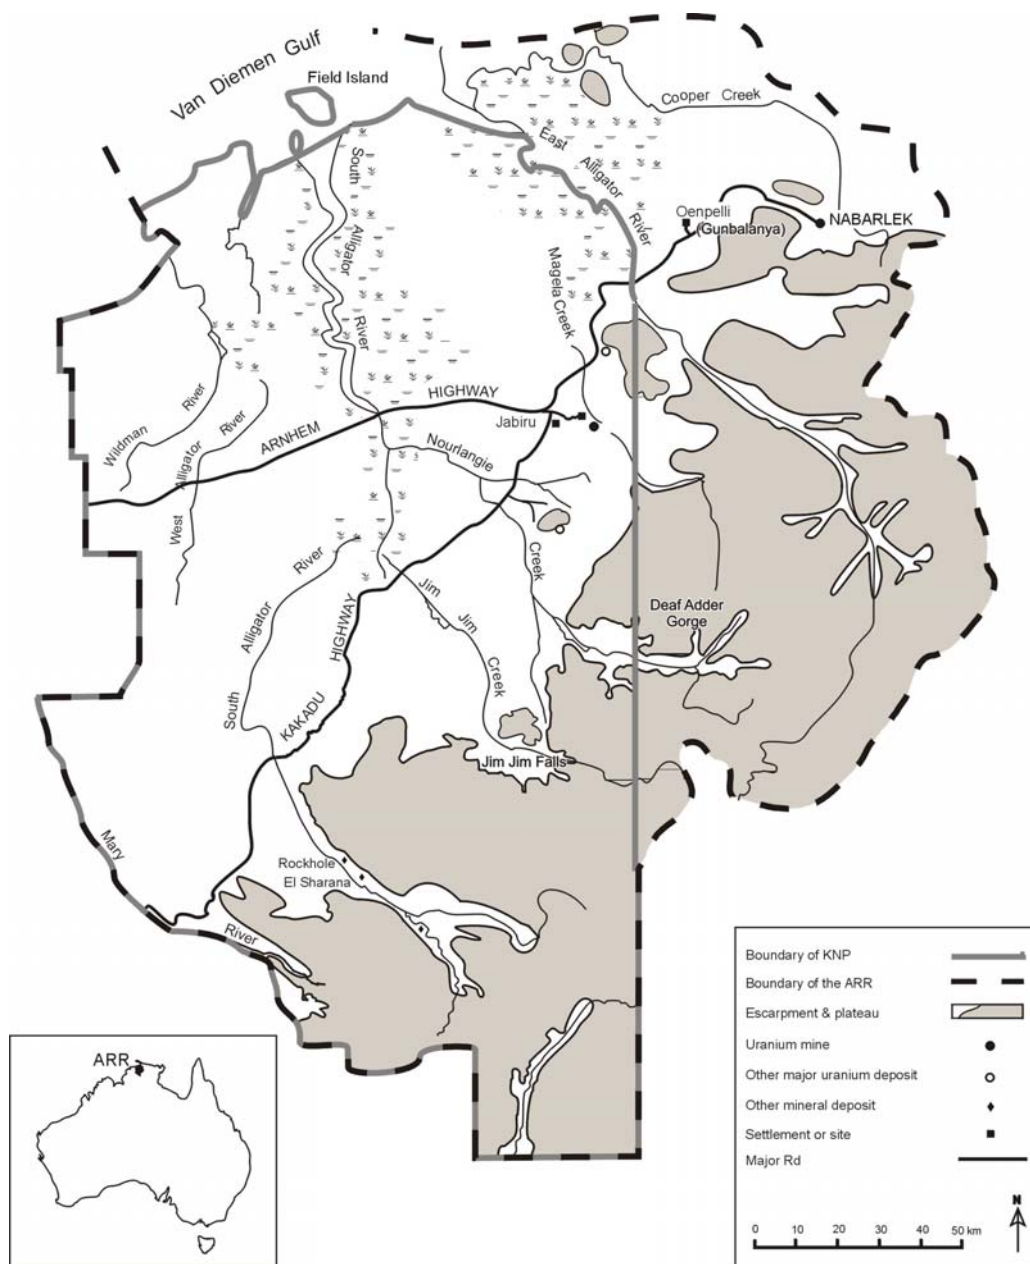 Van Diemen Gulf
Field Island
Cooper Creek
East
Alligator
River
South
Alligator
River
Oenpelli
(Gunbalanya)
NABARLEK
Magela Creek
HIGHWAY
ARNHEM
Jabiru
Nourlangie
Creek
Wildman
River
West
Alligator
River
South
Alligator
River
HIGHWAY
KAKADU
Jim
Jim
Creek
Deaf Adder
Gorge
Jim Jim Falls
Mary
River
Rockhole
El Sharana
ARR
Boundary of KNP
Boundary of the ARR
Escarpment & plateau
Uranium mine
Other major uranium deposit
Other mineral deposit
Settlement or site
Major Rd
N
0 10 20 30 40 50 km